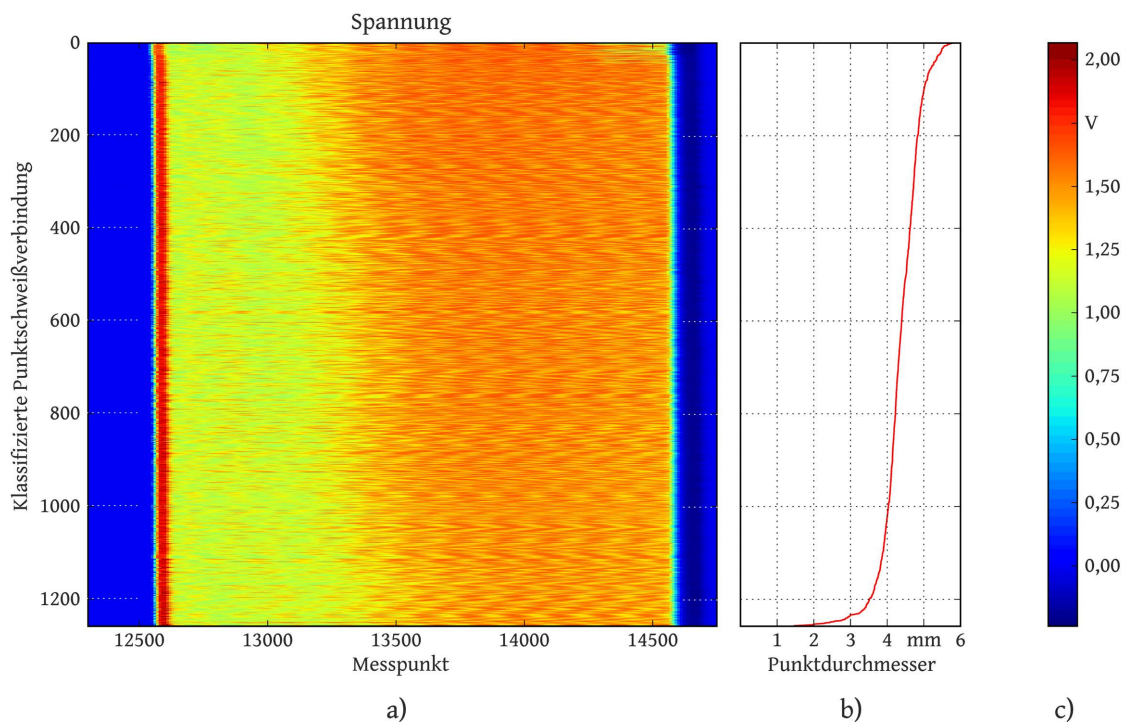 Spannung
Klassifizierte Punktschweißverbindung
0
200
400
600
800
1000
1200
12500 13000 13500 14000 14500
Messpunkt
a)
1 2 3 4 mm 6
Punktdurchmesser
b)
2,00
V
1,50
1,25
1,00
0,75
0,50
0,25
0,00
c)